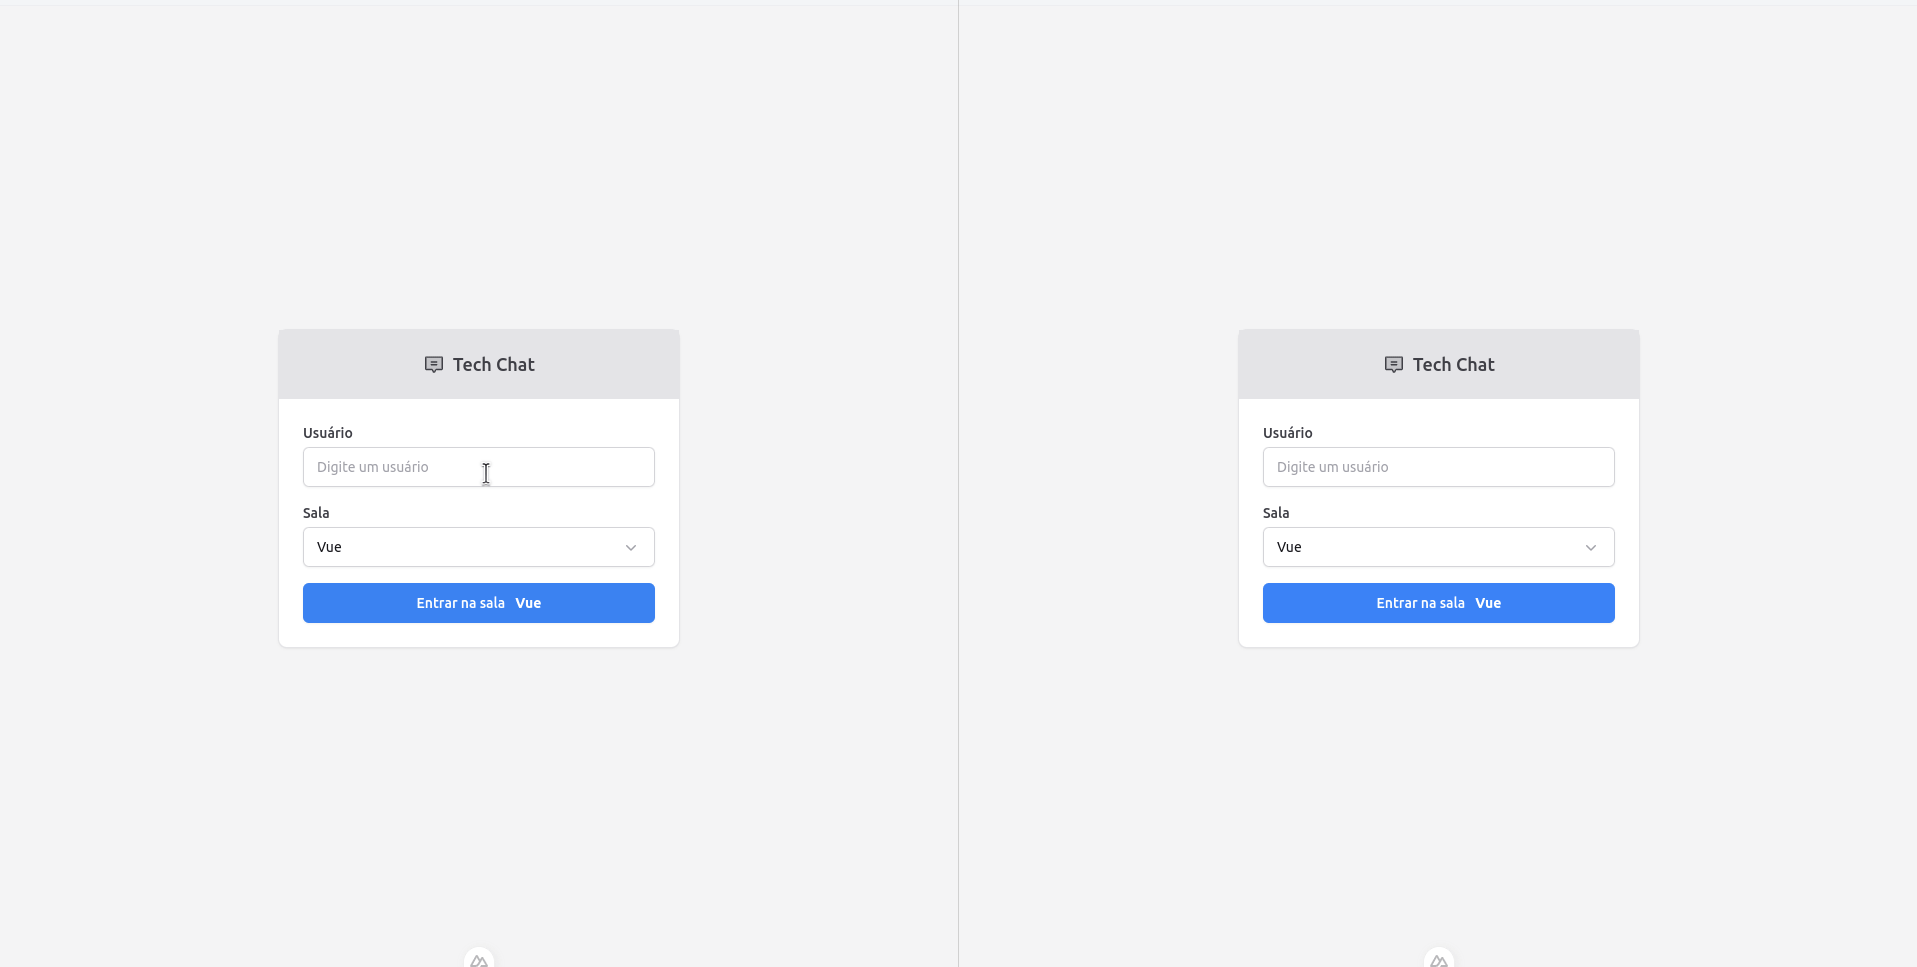 Tech Chat
Usuário
Digite um usuário
Sala
Vue
Entrar na sala Vue
Tech Chat
Usuário
Digite um usuário
Sala
Vue
Entrar na sala Vue